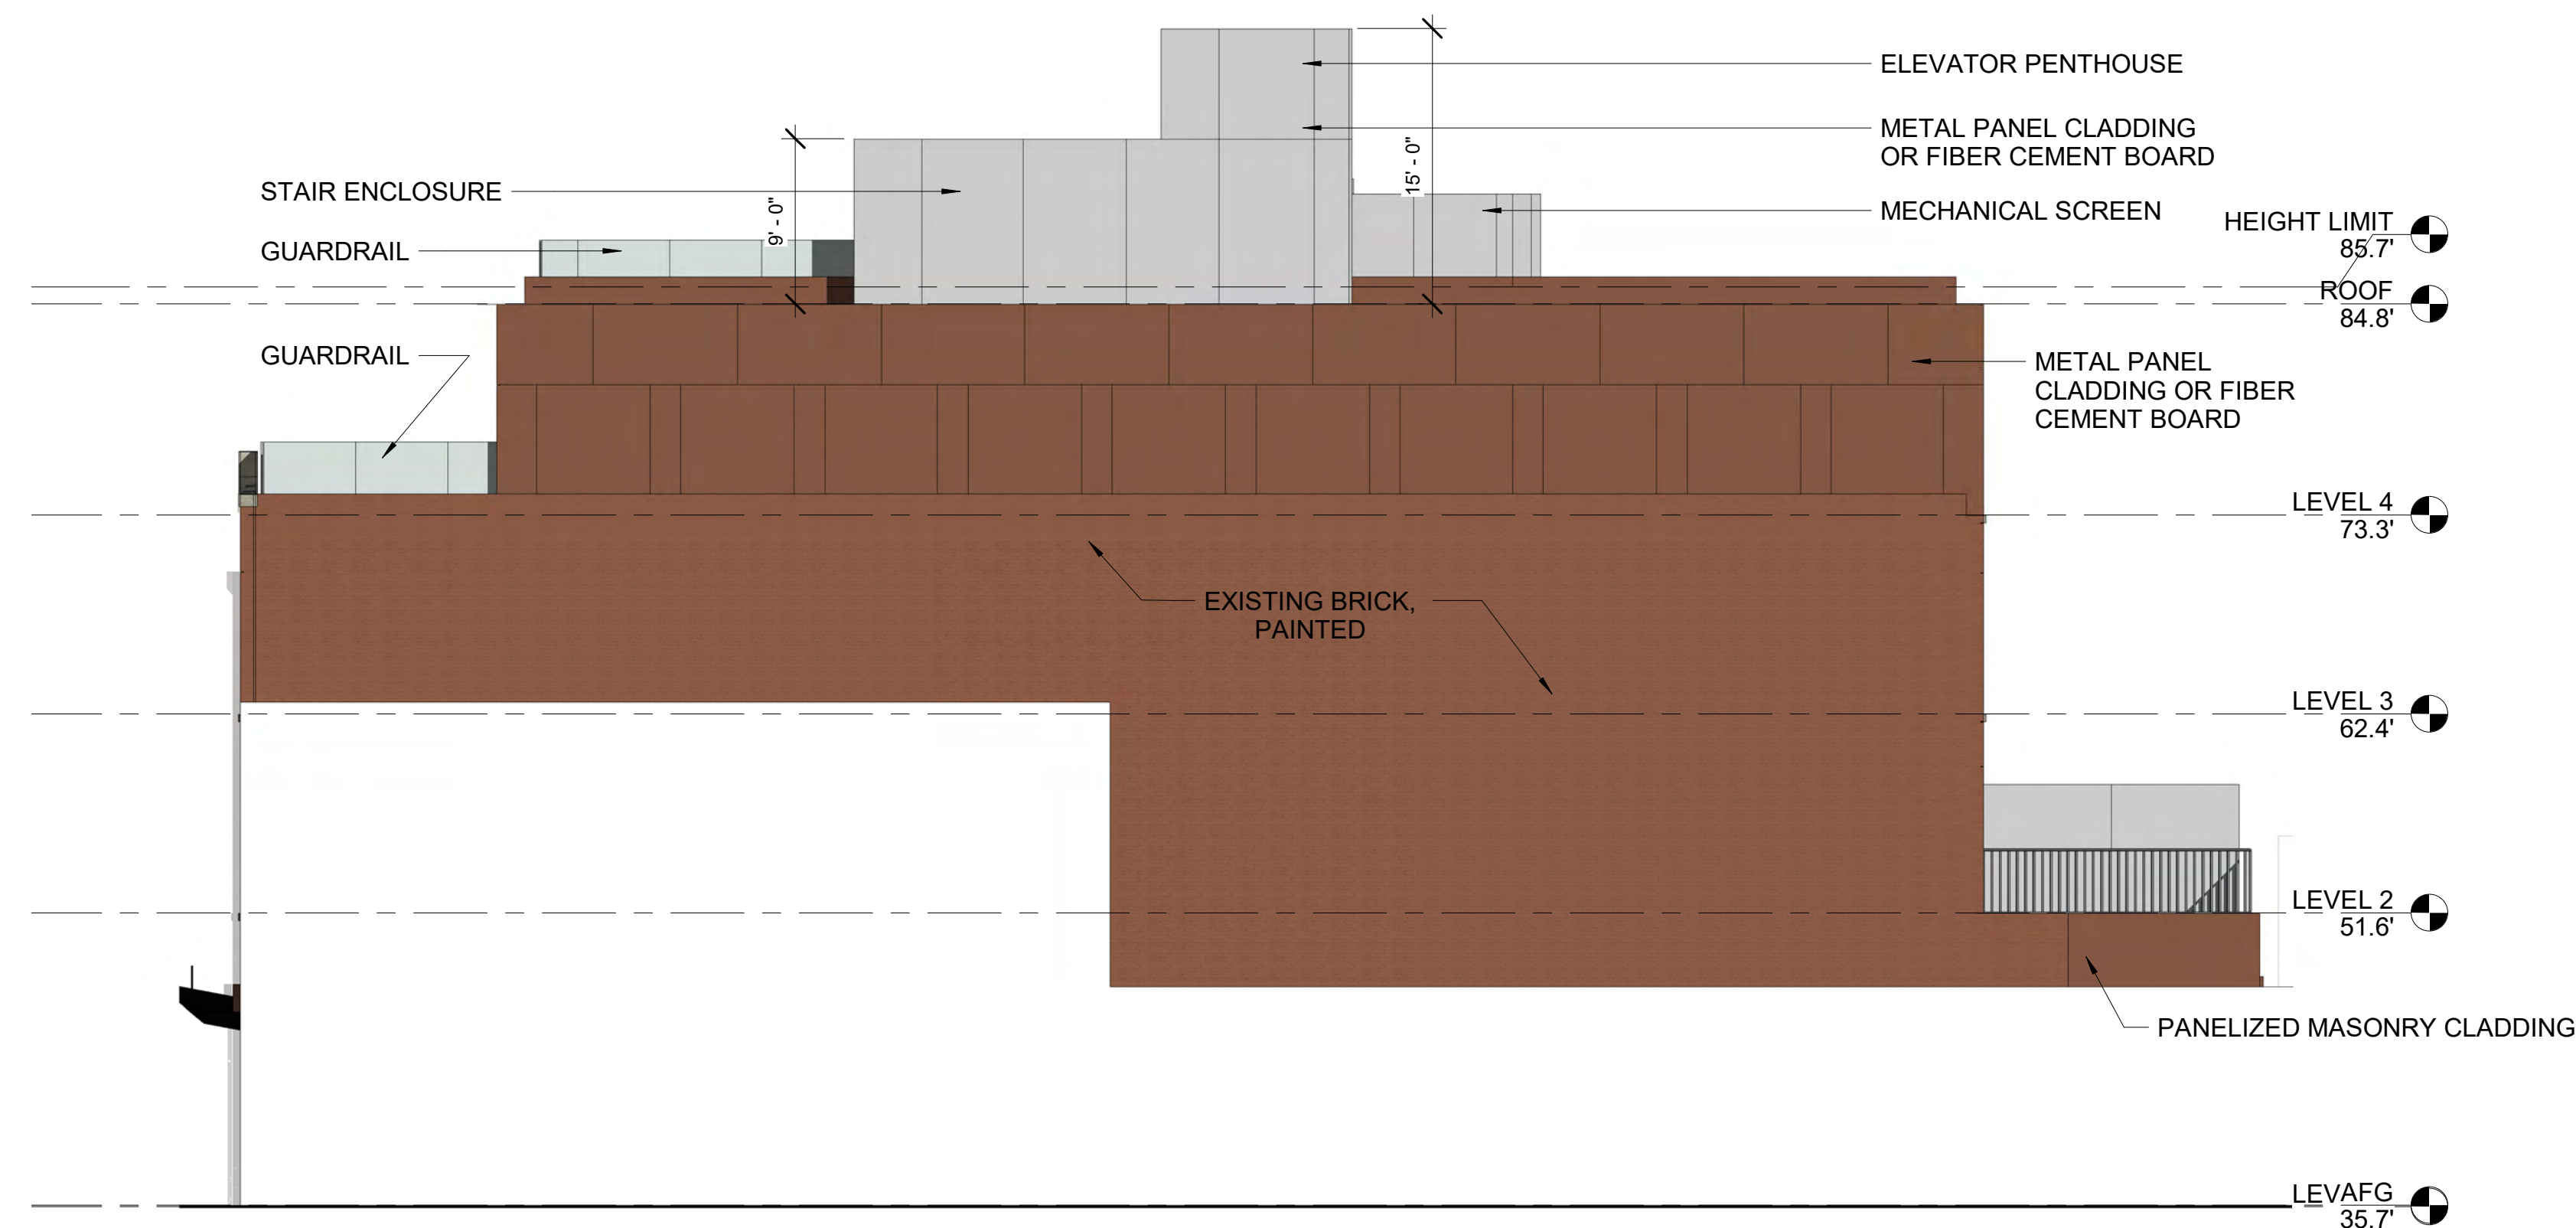 ELEVATOR PENTHOUSE
METAL PANEL CLADDING
OR FIBER CEMENT BOARD
15' - 0"
STAIR ENCLOSURE
MECHANICAL SCREEN
9' - 0"
HEIGHT LIMIT
85.7'
GUARDRAIL
ROOF
84.8'
GUARDRAIL
METAL PANEL
CLADDING OR FIBER
CEMENT BOARD
LEVEL 4
73.3'
EXISTING BRICK,
PAINTED
LEVEL 3
62.4'
LEVEL 2
51.6'
PANELIZED MASONRY CLADDING
LEVAFG
35.7'